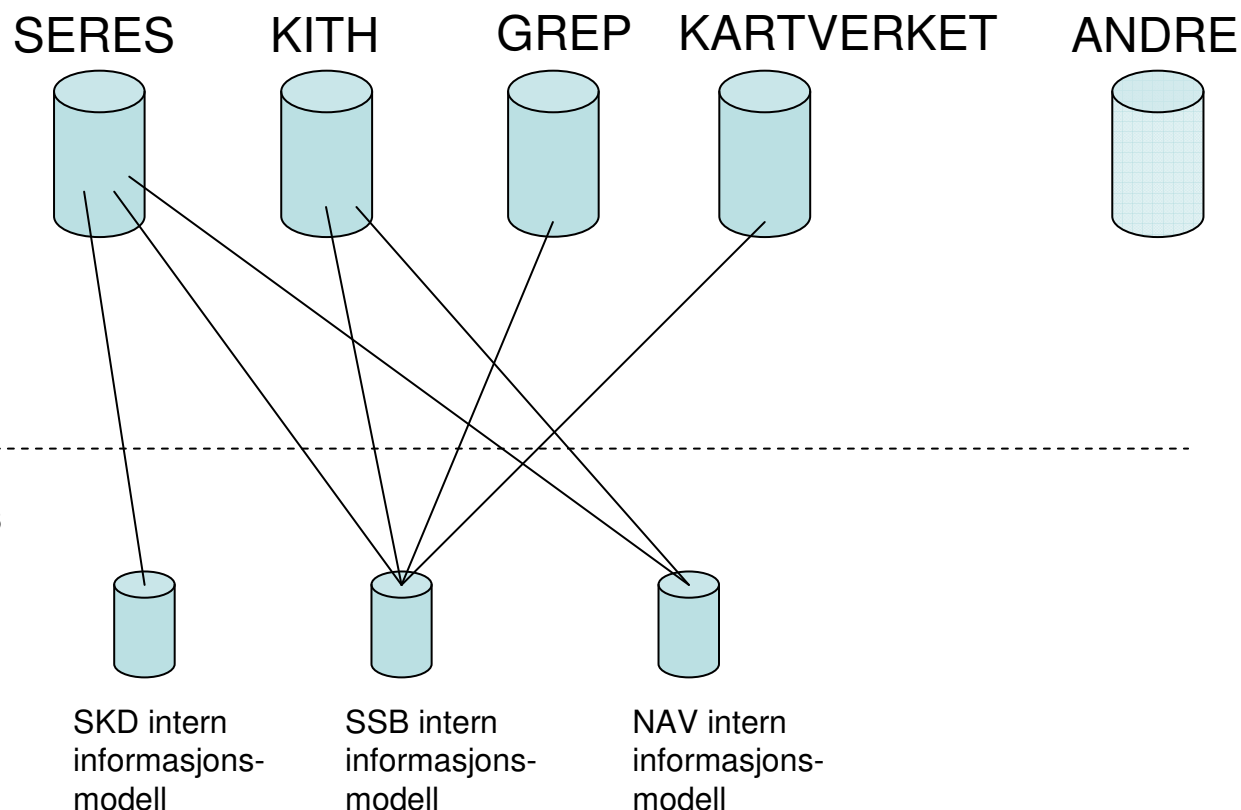 SERES KITH GREP KARTVERKET ANDRE
SKD intern
informasjons-
modell
SSB intern
informasjons-
modell
NAV intern
informasjons-
modell